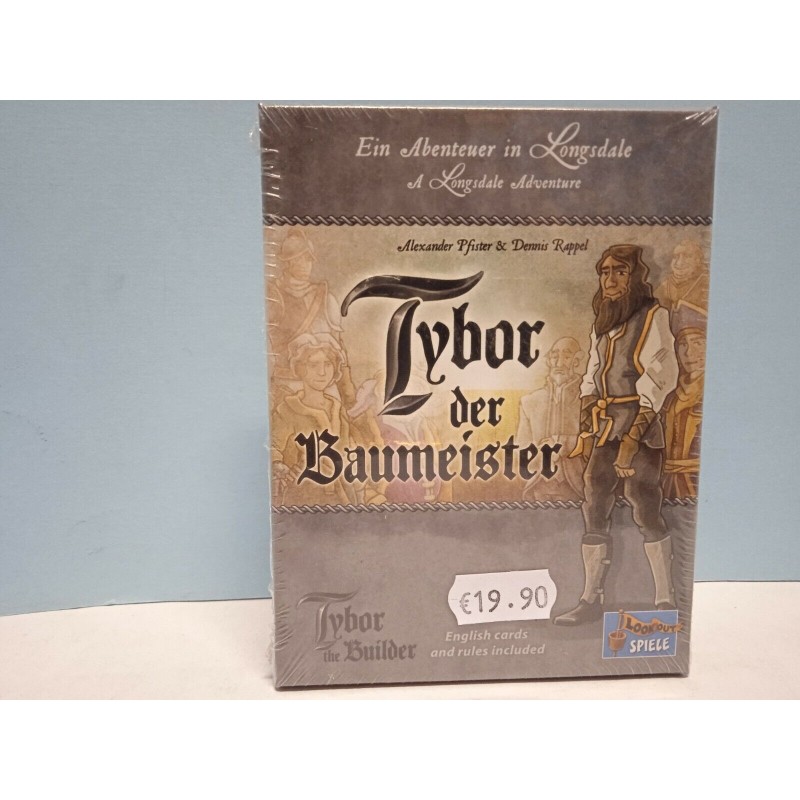 Ein Abenteuer in Longsdale
A Longsdale Adventure
Alexander Pfister & Dennis Rappel
Tybor
der
Baumeister
€19.90
Tybor
the Builder
English cards
and rules included
LOOKOUT
SPIELE